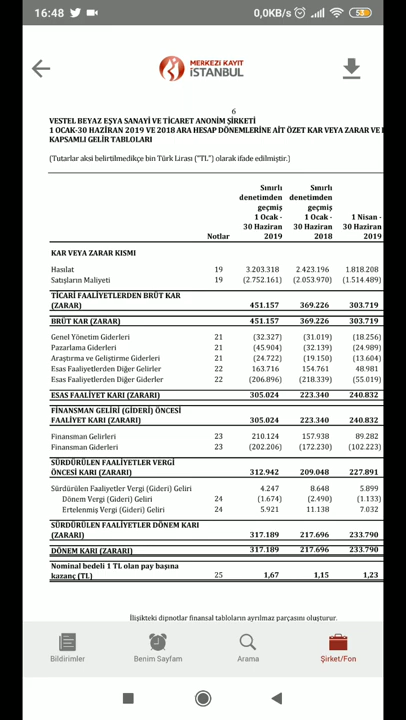 16:48
0,0KB/s
53
MERKEZİ KAYIT
İSTANBUL
6
VESTEL BEYAZ EŞYA SANAYİ VE TİCARET ANONİM ŞİRKETİ
1 OCAK-30 HAZİRAN 2019 VE 2018 ARA HESAP DÖNEMLERİNE AİT ÖZET KAR VEYA ZARAR VE
KAPSAMLI GELİR TABLOLARI
(Tutarlar aksi belirtilmedikçe bin Türk Lirası ("TL") olarak ifade edilmiştir.)
Sınırlı Sınırlı
denetimden denetimden
geçmiş geçmiş
1 Ocak - 1 Ocak - 1 Nisan -
30 Haziran 30 Haziran 30 Haziran
Notlar 2019 2018 2019
KAR VEYA ZARAR KISMI
Hasılat 19 3.203.318 2.423.196 1.818.208
Satışların Maliyeti 19 (2.752.161) (2.053.970) (1.514.489)
TİCARİ FAALİYETLERDEN BRÜT KAR
(ZARAR) 451.157 369.226 303.719
BRÜT KAR (ZARAR) 451.157 369.226 303.719
Genel Yönetim Giderleri 21 (32.327) (31.019) (18.256)
Pazarlama Giderleri 21 (45.904) (32.139) (24.989)
Araştırma ve Geliştirme Giderleri 21 (24.722) (19.150) (13.604)
Esas Faaliyetlerden Diğer Gelirler 22 163.716 154.761 48.981
Esas Faaliyetlerden Diğer Giderler 22 (206.896) (218.339) (55.019)
ESAS FAALİYET KARI (ZARARI) 305.024 223.340 240.832
FİNANSMAN GELİRİ (GİDERİ) ÖNCESİ
FAALİYET KARI (ZARARI) 305.024 223.340 240.832
Finansman Gelirleri 23 210.124 157.938 89.282
Finansman Giderleri 23 (202.206) (172.230) (102.223)
SÜRDÜRÜLEN FAALİYETLER VERGİ
ÖNCESİ KARI (ZARARI) 312.942 209.048 227.891
Sürdürülen Faaliyetler Vergi (Gideri) Geliri 4.247 8.648 5.899
Dönem Vergi (Gideri) Geliri 24 (1.674) (2.490) (1.133)
Ertelenmiş Vergi (Gideri) Geliri 24 5.921 11.138 7.032
SÜRDÜRÜLEN FAALİYETLER DÖNEM KARI
(ZARARI) 317.189 217.696 233.790
DÖNEM KARI (ZARARI) 317.189 217.696 233.790
Nominal bedeli 1 TL olan pay başına
kazanç (TL) 25 1,67 1,15 1,23
İlişikteki dipnotlar finansal tabloların ayrılmaz parçasını oluşturur.
Bildirimler Benim Sayfam Arama Şirket/Fon